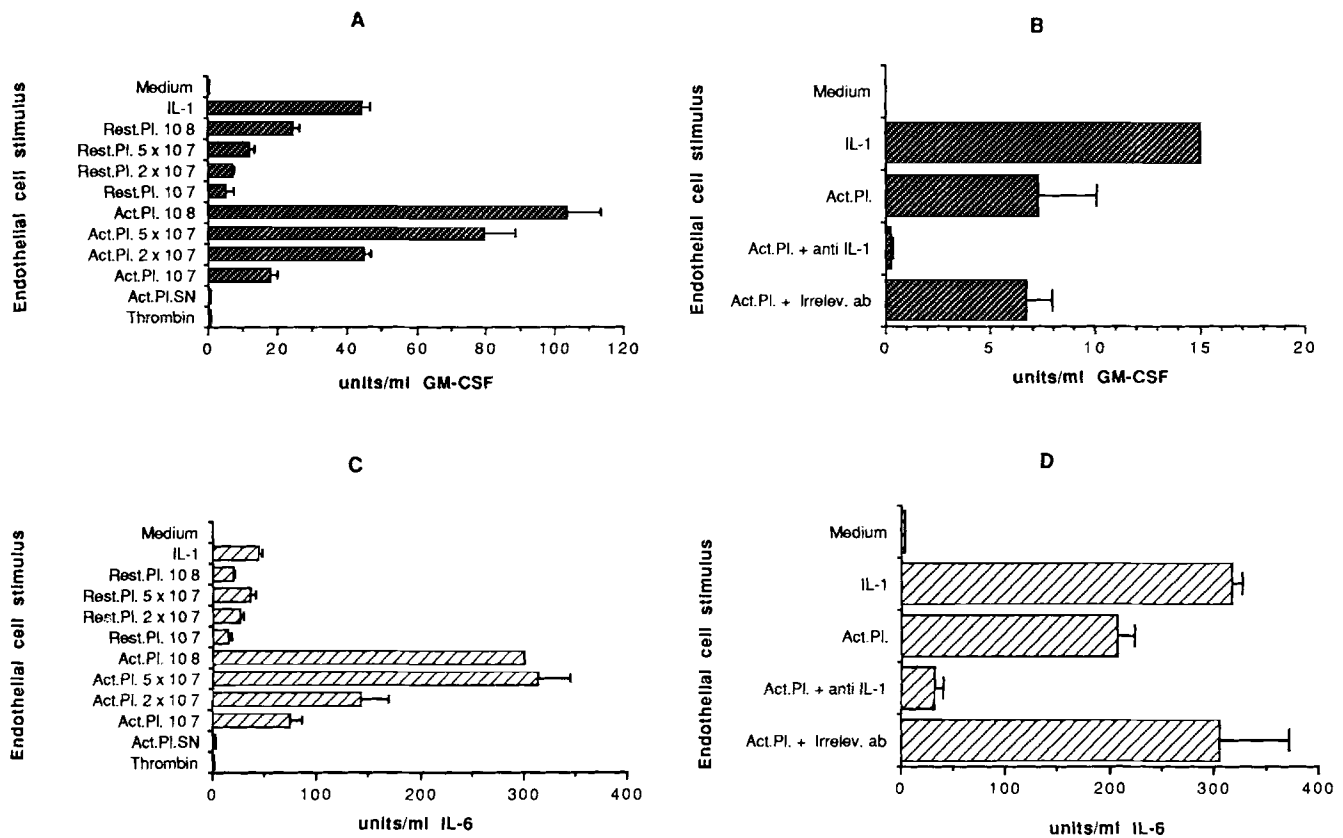 A
Endothelial cell stimulus
Medium
IL-1
Rest.Pl. 10 8
Rest.Pl. 5 x 10 7
Rest.Pl. 2 x 10 7
Rest.Pl. 10 7
Act.Pl. 10 8
Act.Pl. 5 x 10 7
Act.Pl. 2 x 10 7
Act.Pl. 10 7
Act.Pl.SN
Thrombin
0 20 40 60 80 100 120
units/ml GM-CSF
B
Endothelial cell stimulus
Medium
IL-1
Act.Pl.
Act.Pl. + anti IL-1
Act.Pl. + Irrelev. ab
0 5 10 15 20
units/ml GM-CSF
C
Endothelial cell stimulus
Medium
IL-1
Rest.Pl. 10 8
Rest.Pl. 5 x 10 7
Rest.Pl. 2 x 10 7
Rest.Pl. 10 7
Act.Pl. 10 8
Act.Pl. 5 x 10 7
Act.Pl. 2 x 10 7
Act.Pl. 10 7
Act.Pl.SN
Thrombin
0 100 200 300 400
units/ml IL-6
D
Endothelial cell stimulus
Medium
IL-1
Act.Pl.
Act.Pl. + anti IL-1
Act.Pl. + Irrelev. ab
0 100 200 300 400
units/ml IL-6